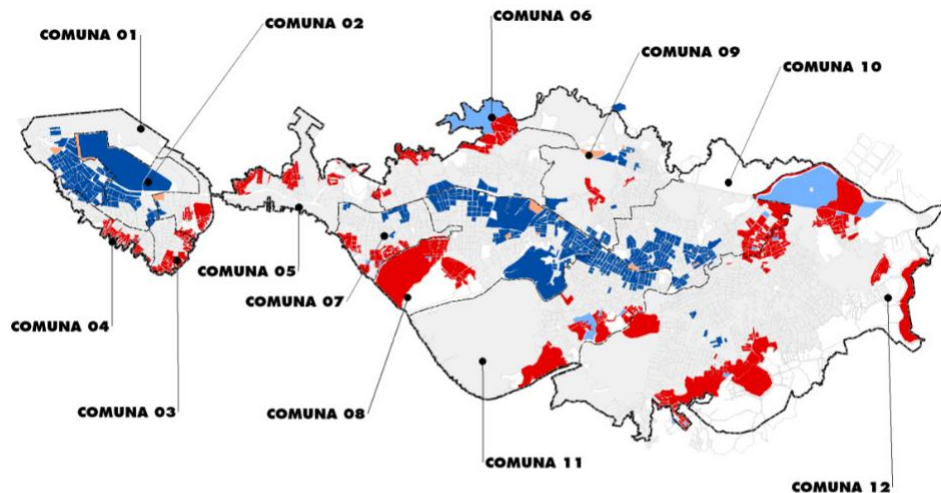 COMUNA 01
COMUNA 02
COMUNA 06
COMUNA 09
COMUNA 10
COMUNA 05
COMUNA 07
COMUNA 04
COMUNA 03
COMUNA 08
COMUNA 11
COMUNA 12